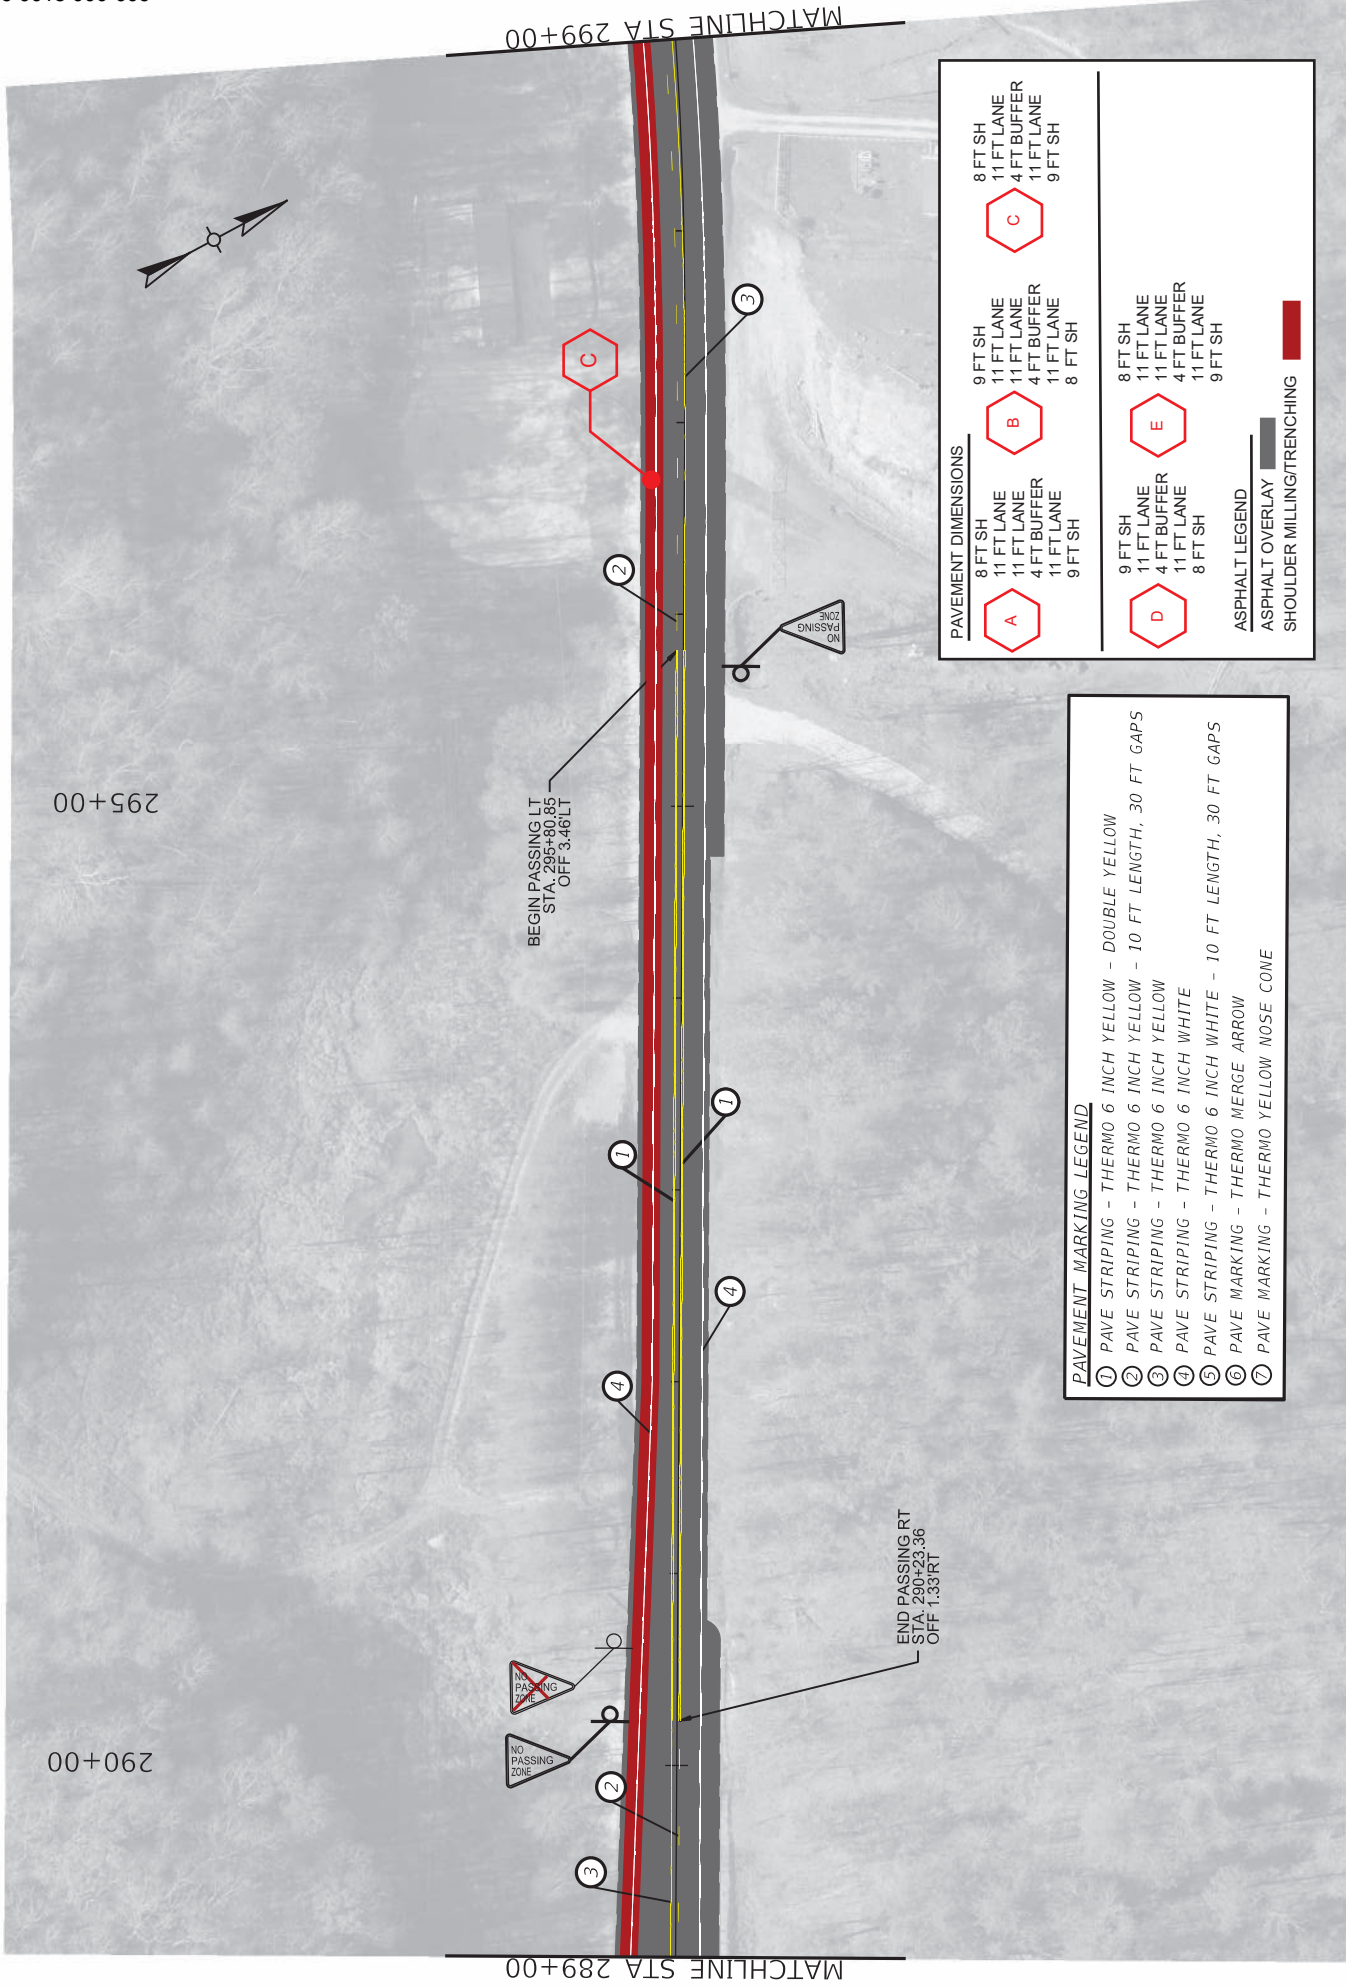 MATCHLINE STA 299+00
C
3
2
BEGIN PASSING LT
STA. 295+80.85
OFF 3.46'LT
NO
PASSING
ZONE
295+00
1
1
4
4
END PASSING RT
STA. 290+23.36
OFF 1.33'RT
NO
PASSING
ZONE
NO
PASSING
ZONE
290+00
2
3
MATCHLINE STA 289+00
PAVEMENT DIMENSIONS
A
8 FT SH
11 FT LANE
11 FT LANE
4 FT BUFFER
11 FT LANE
9 FT SH
B
9 FT SH
11 FT LANE
11 FT LANE
4 FT BUFFER
11 FT LANE
8 FT SH
C
8 FT SH
11 FT LANE
4 FT BUFFER
11 FT LANE
9 FT SH
D
9 FT SH
11 FT LANE
4 FT BUFFER
11 FT LANE
8 FT SH
E
8 FT SH
11 FT LANE
11 FT LANE
4 FT BUFFER
11 FT LANE
9 FT SH
ASPHALT LEGEND
ASPHALT OVERLAY
SHOULDER MILLING/TRENCHING
PAVEMENT MARKING LEGEND
1 PAVE STRIPING - THERMO 6 INCH YELLOW - DOUBLE YELLOW
2 PAVE STRIPING - THERMO 6 INCH YELLOW - 10 FT LENGTH, 30 FT GAPS
3 PAVE STRIPING - THERMO 6 INCH YELLOW
4 PAVE STRIPING - THERMO 6 INCH WHITE
5 PAVE STRIPING - THERMO 6 INCH WHITE - 10 FT LENGTH, 30 FT GAPS
6 PAVE MARKING - THERMO MERGE ARROW
7 PAVE MARKING - THERMO YELLOW NOSE CONE